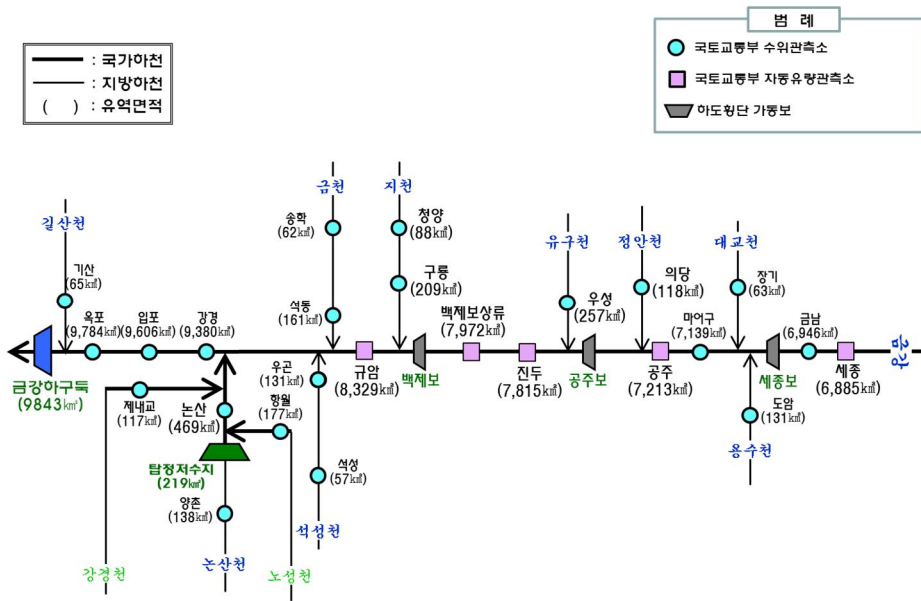 범 례
국토교통부 수위관측소
국토교통부 자동유량관측소
하도횡단 가동보
: 국가하천
: 지방하천
( ) : 유역면적
길산천
기산
(65㎢)
옥포
(9,784㎢)
입포
(9,606㎢)
강경
(9,380㎢)
금강하구둑
(9843㎢)
제내교
(117㎢)
강경천
논산
(469㎢)
탑정저수지
(219㎢)
양촌
(138㎢)
논산천
항월
(177㎢)
노성천
금천
송학
(62㎢)
석동
(161㎢)
우곤
(131㎢)
석성
(57㎢)
석성천
지천
청양
(88㎢)
구룡
(209㎢)
규암
(8,329㎢)
백제보
백제보상류
(7,972㎢)
진두
(7,815㎢)
유구천
우성
(257㎢)
공주보
정안천
의당
(118㎢)
공주
(7,213㎢)
마어구
(7,139㎢)
대교천
장기
(63㎢)
도암
(131㎢)
용수천
세종보
금남
(6,946㎢)
세종
(6,885㎢)
금강